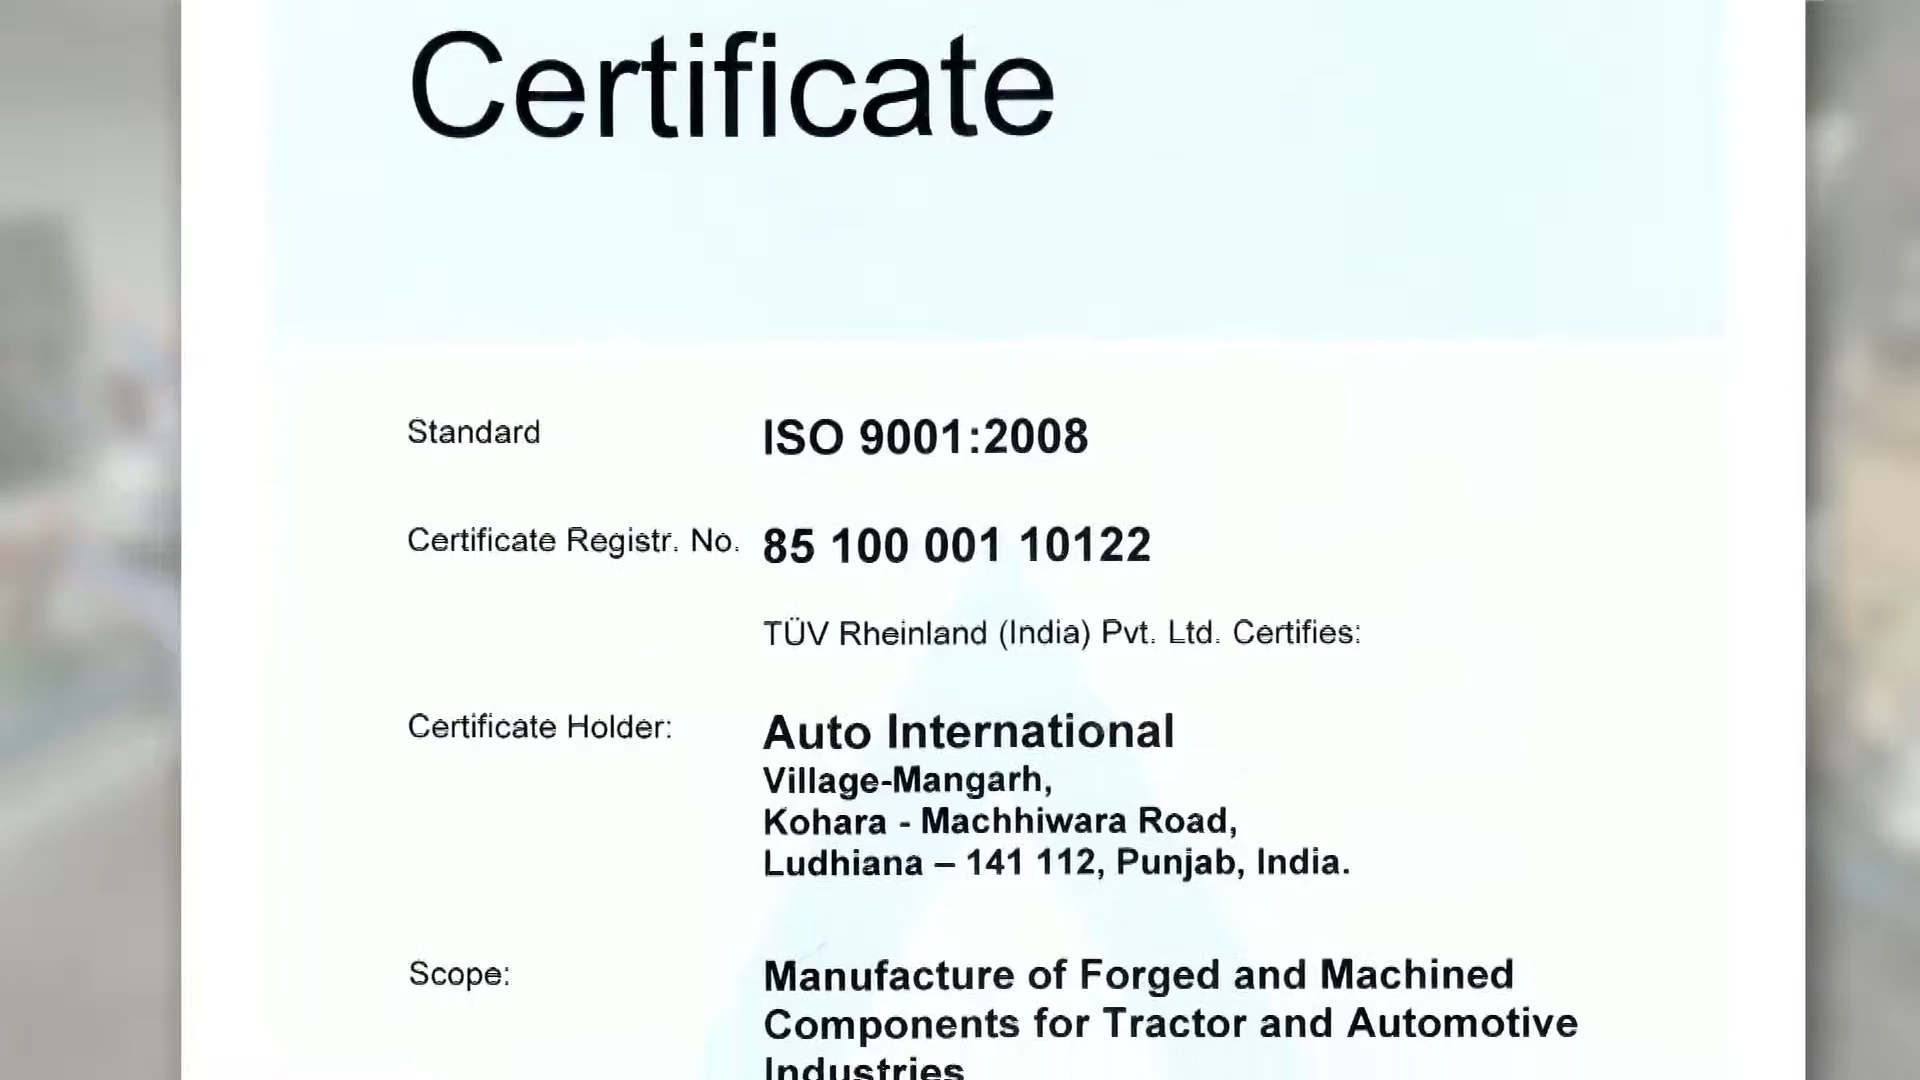 Certificate
Standard ISO 9001:2008
Certificate Registr. No. 85 100 001 10122
TÜV Rheinland (India) Pvt. Ltd. Certifies:
Certificate Holder: Auto International
Village-Mangarh,
Kohara - Machhiwara Road,
Ludhiana – 141 112, Punjab, India.
Scope: Manufacture of Forged and Machined
Components for Tractor and Automotive
Industries